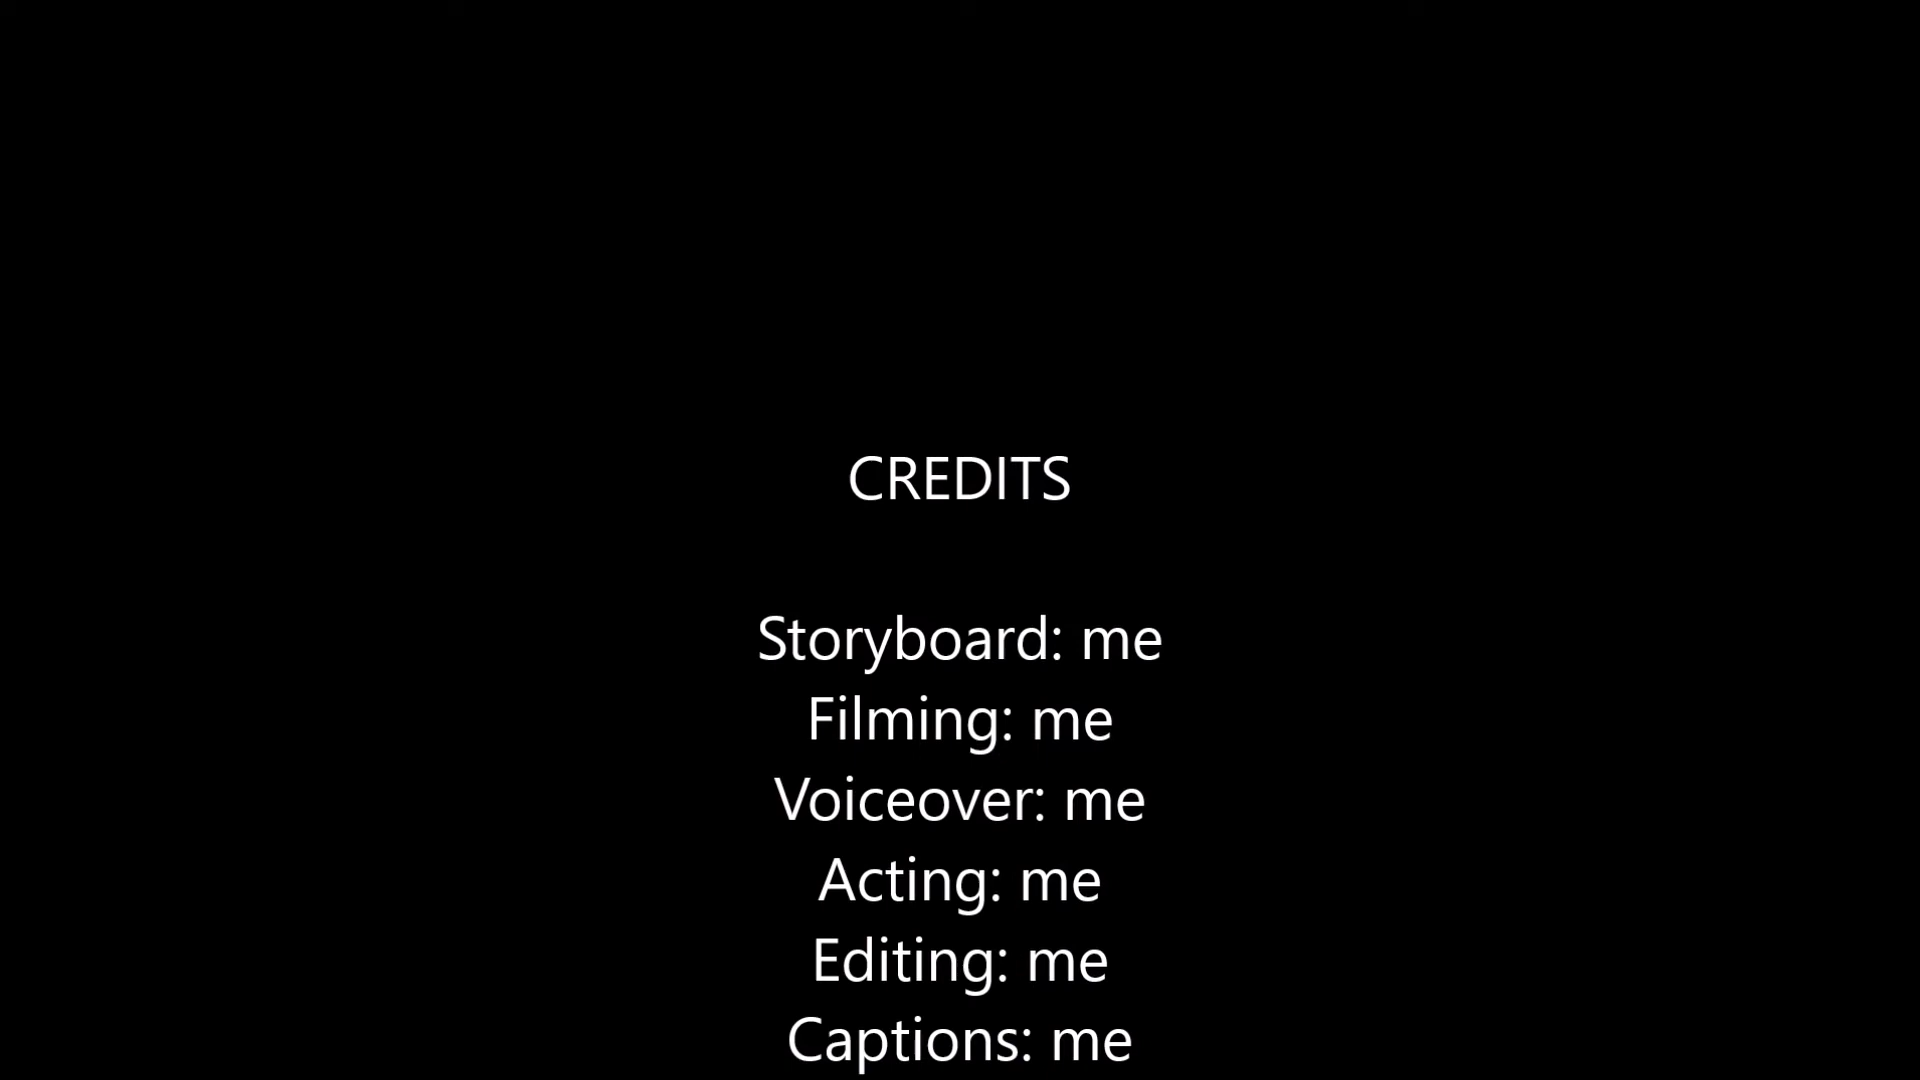 CREDITS
Storyboard: me
Filming: me
Voiceover: me
Acting: me
Editing: me
Captions: me